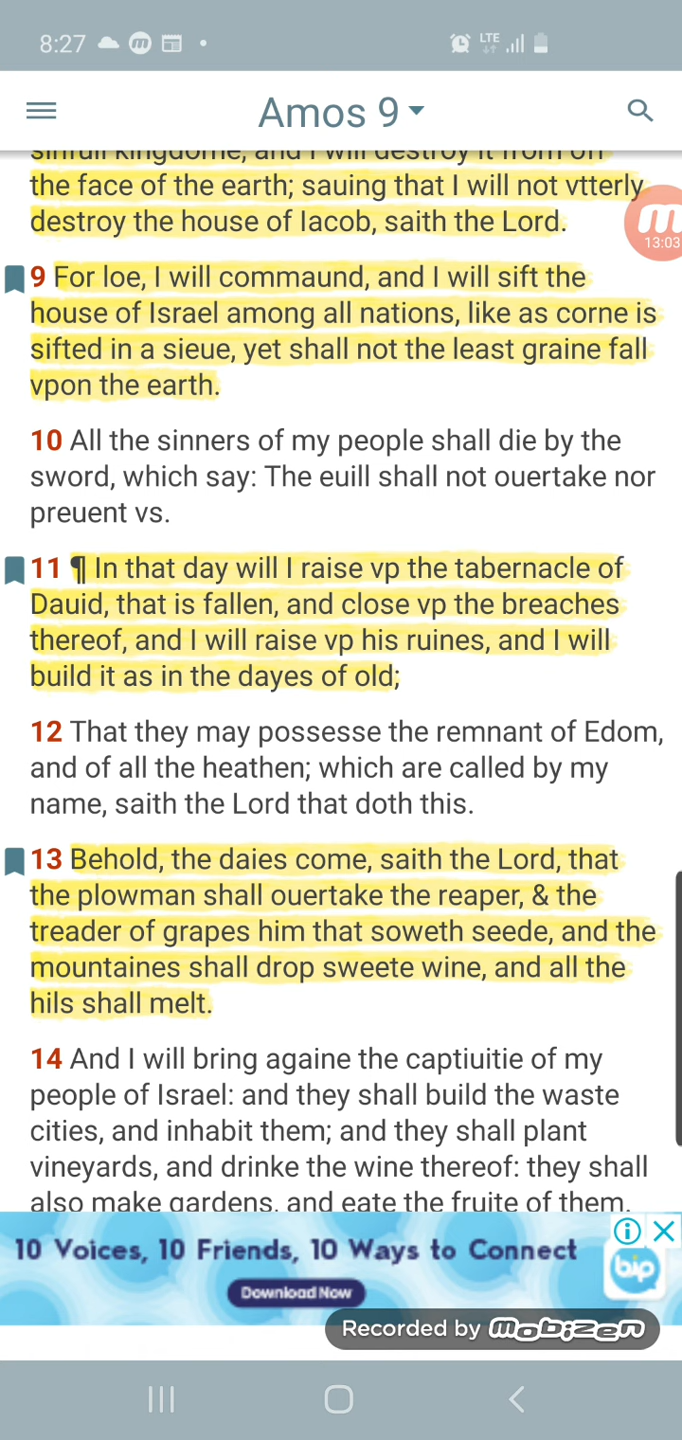 8:27
LTE
Amos 9
sinfull kingdome, and I will destroy it from off
the face of the earth; sauing that I will not vtterly
destroy the house of Iacob, saith the Lord.
13:03
9 For loe, I will commaund, and I will sift the
house of Israel among all nations, like as corne is
sifted in a sieue, yet shall not the least graine fall
vpon the earth.
10 All the sinners of my people shall die by the
sword, which say: The euill shall not ouertake nor
preuent vs.
11 ¶ In that day will I raise vp the tabernacle of
Dauid, that is fallen, and close vp the breaches
thereof, and I will raise vp his ruines, and I will
build it as in the dayes of old;
12 That they may possesse the remnant of Edom,
and of all the heathen; which are called by my
name, saith the Lord that doth this.
13 Behold, the daies come, saith the Lord, that
the plowman shall ouertake the reaper, & the
treader of grapes him that soweth seede, and the
mountaines shall drop sweete wine, and all the
hils shall melt.
14 And I will bring againe the captiuitie of my
people of Israel: and they shall build the waste
cities, and inhabit them; and they shall plant
vineyards, and drinke the wine thereof: they shall
also make gardens, and eate the fruite of them.
10 Voices, 10 Friends, 10 Ways to Connect
Download Now
bip
Recorded by mobizen